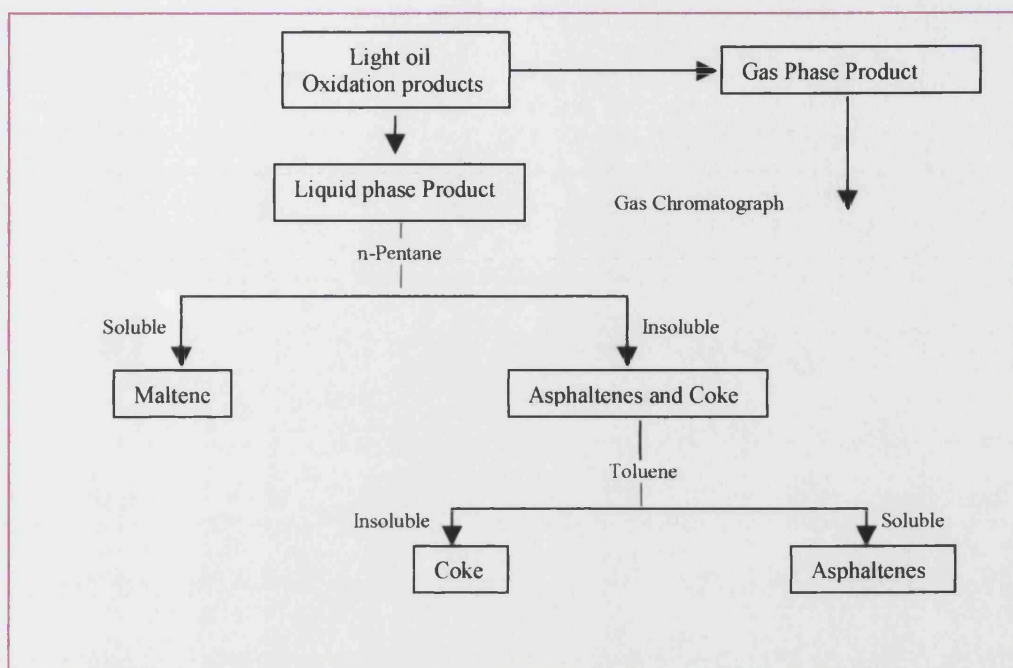 Light oil
Oxidation products
Gas Phase Product
Liquid phase Product
Gas Chromatograph
n-Pentane
Soluble
Insoluble
Maltene
Asphaltenes and Coke
Toluene
Insoluble
Soluble
Coke
Asphaltenes